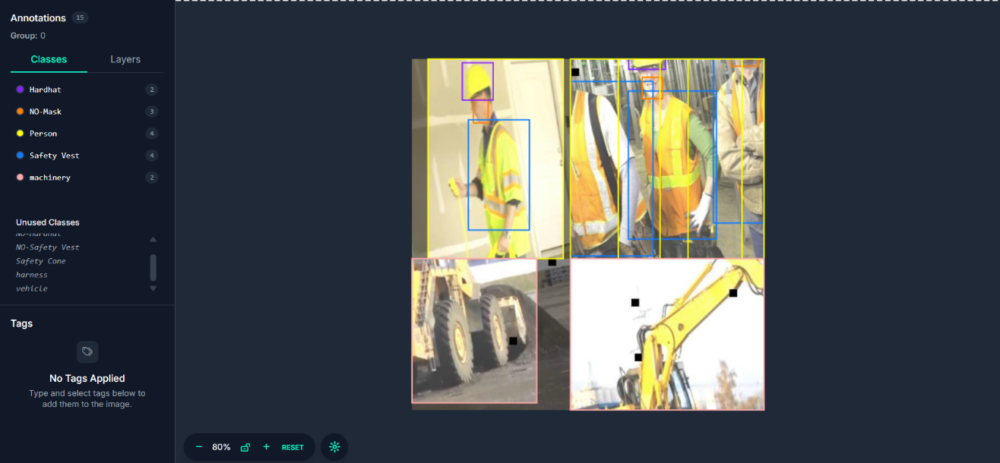 Annotations 15
Group: 0
Classes Layers
Hardhat 2
NO-Mask 3
Person 4
Safety Vest 4
machinery 2
Unused Classes
NO-Hardhat
NO-Safety Vest
Safety Cone
harness
vehicle
Tags
No Tags Applied
Type and select tags below to
add them to the image.
− 80% + RESET